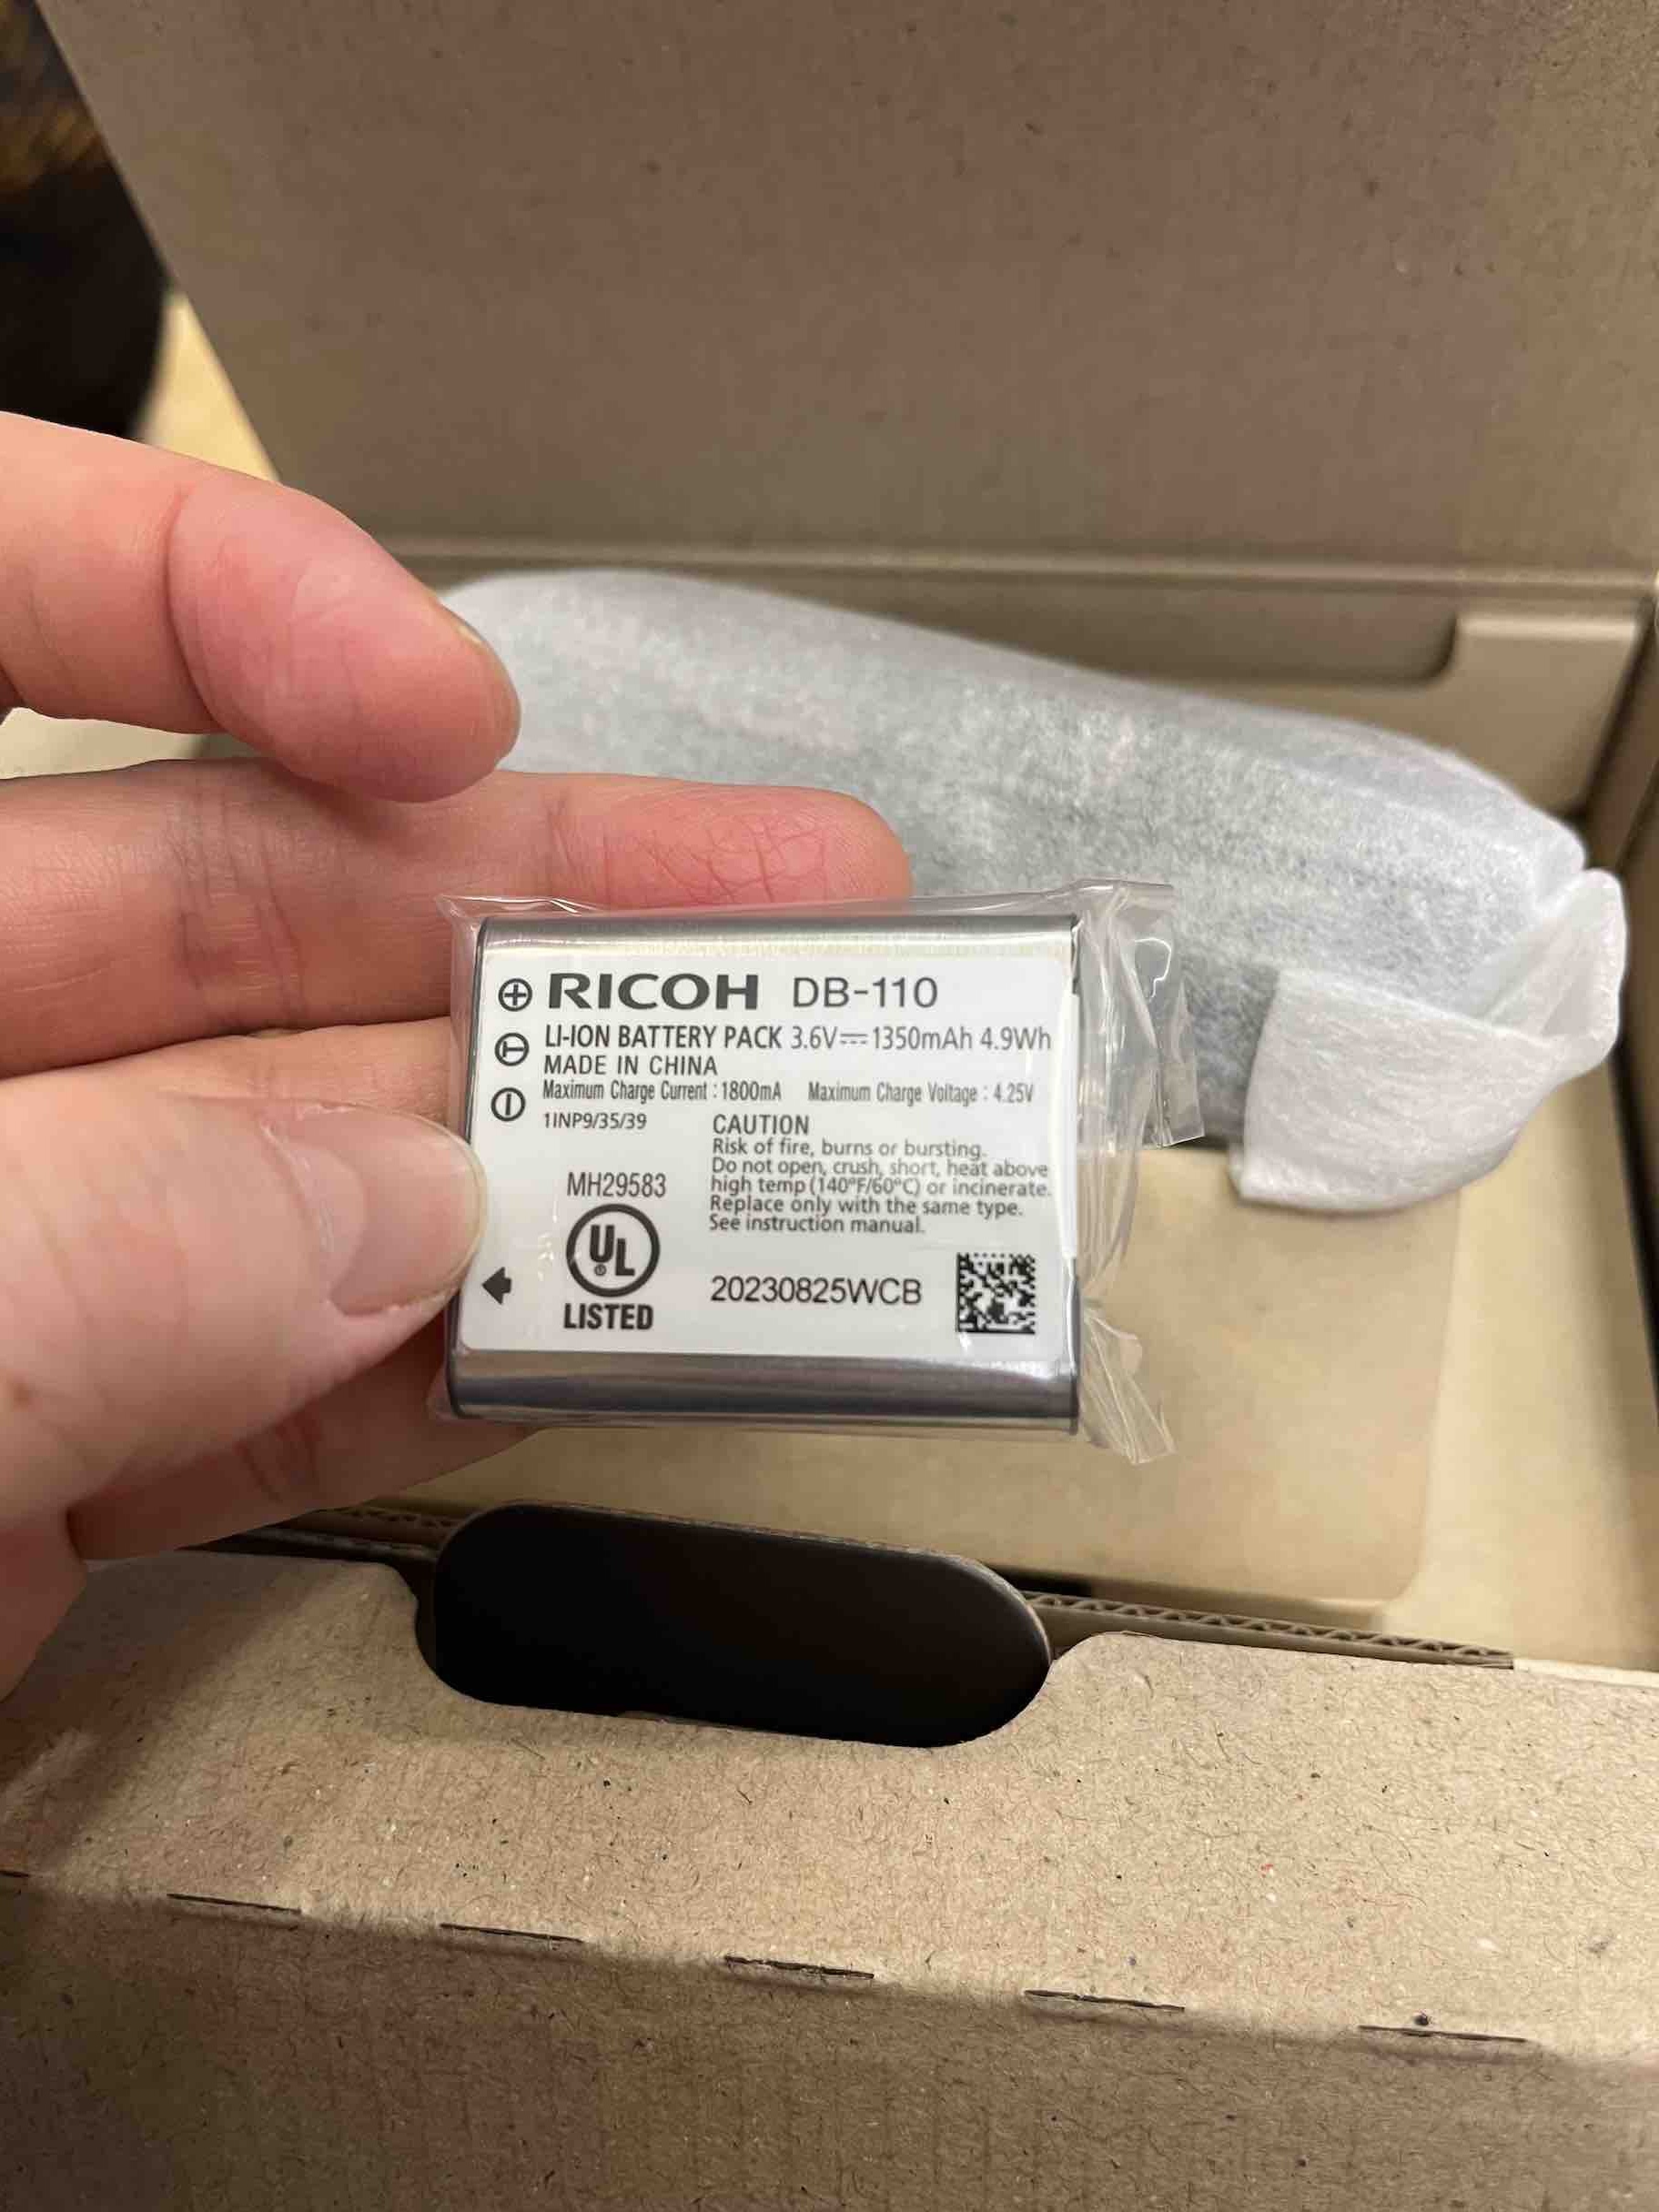 RICOH DB-110
LI-ION BATTERY PACK 3.6V⎓1350mAh 4.9Wh
MADE IN CHINA
Maximum Charge Current : 1800mA Maximum Charge Voltage : 4.25V
1INP9/35/39
CAUTION
Risk of fire, burns or bursting.
Do not open, crush, short, heat above
high temp (140°F/60°C) or incinerate.
Replace only with the same type.
See instruction manual.
MH29583
UL
LISTED
20230825WCB